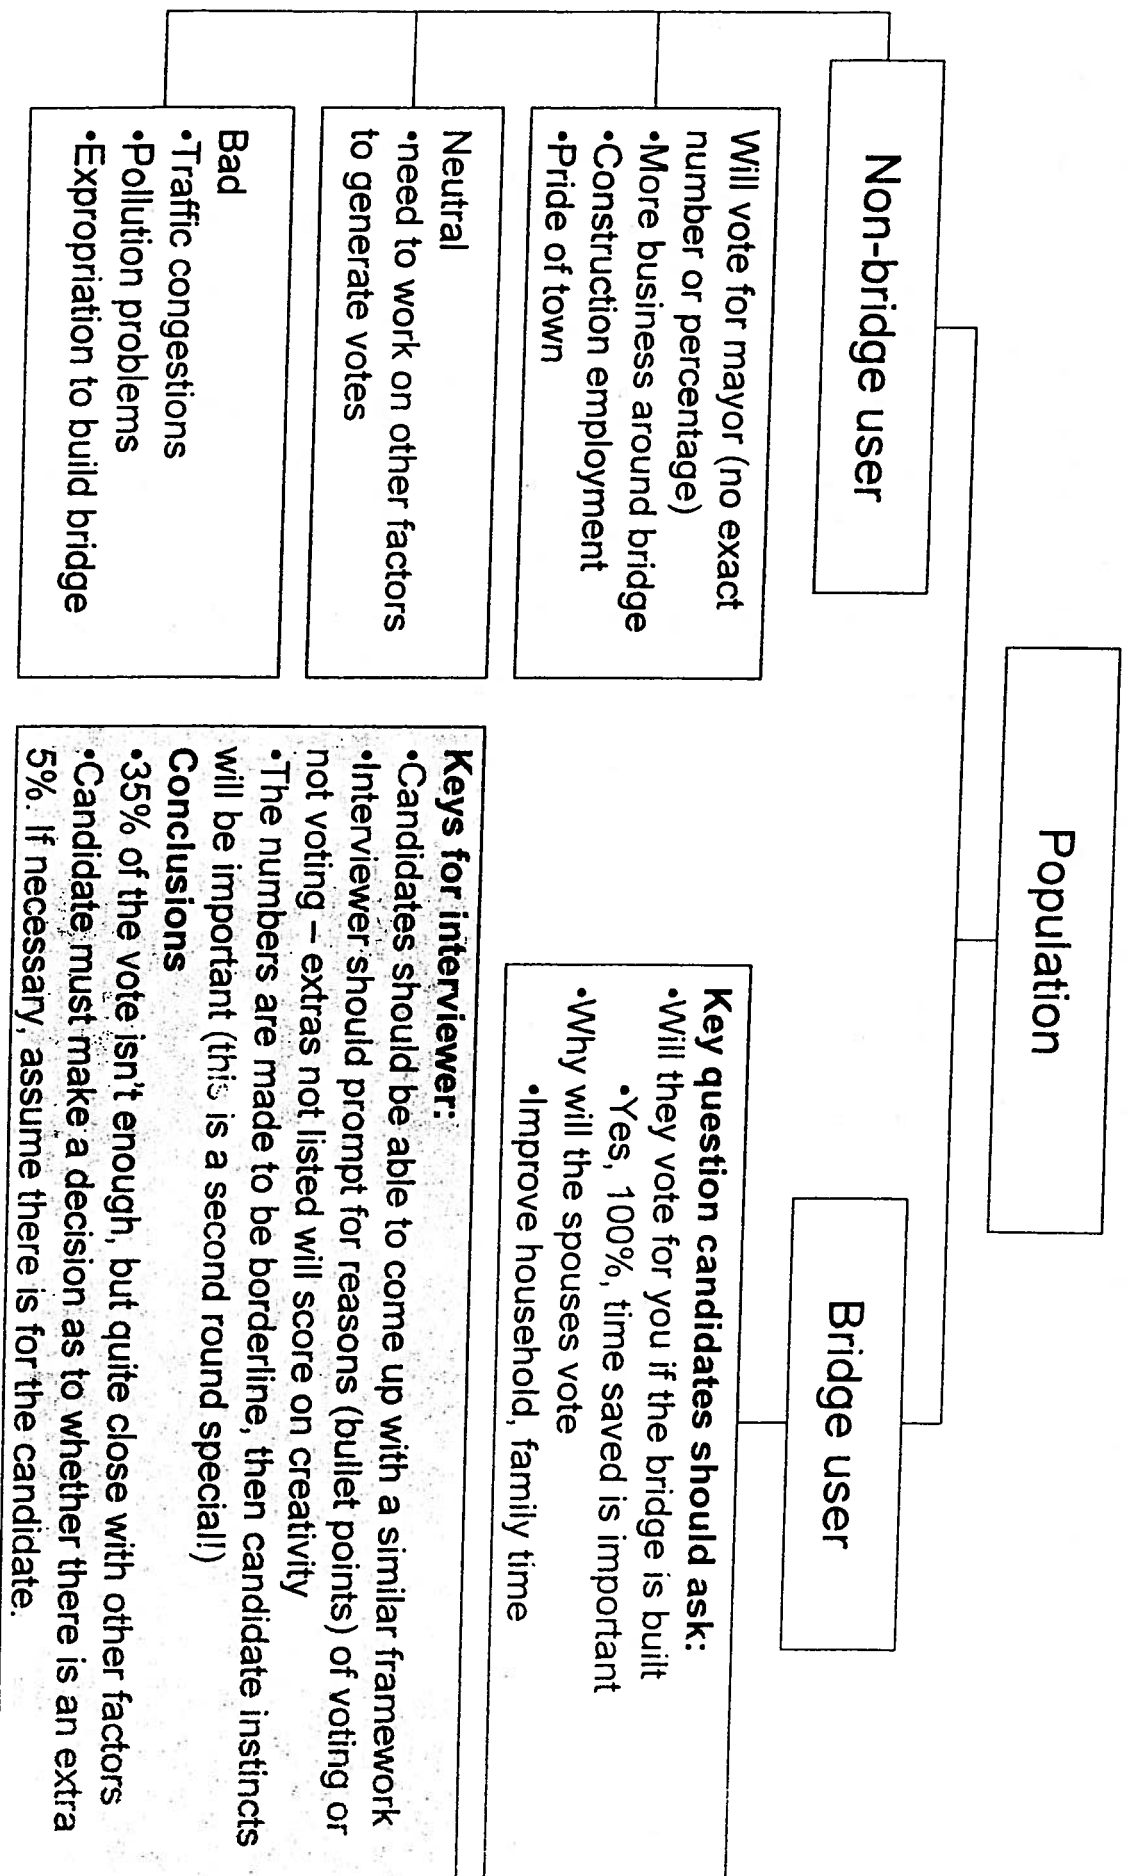 Population
Non-bridge user
Bridge user
Will vote for mayor (no exact
number or percentage)
•More business around bridge
•Construction employment
•Pride of town
Neutral
•need to work on other factors
to generate votes
Bad
•Traffic congestions
•Pollution problems
•Expropriation to build bridge
Key question candidates should ask:
•Will they vote for you if the bridge is built
•Yes, 100%, time saved is important
•Why will the spouses vote
•Improve household, family time
Keys for interviewer:
•Candidates should be able to come up with a similar framework
•Interviewer should prompt for reasons (bullet points) of voting or
not voting – extras not listed will score on creativity
•The numbers are made to be borderline, then candidate instincts
will be important (this is a second round special!)
Conclusions
•35% of the vote isn't enough, but quite close with other factors
•Candidate must make a decision as to whether there is an extra
5%. If necessary, assume there is for the candidate.